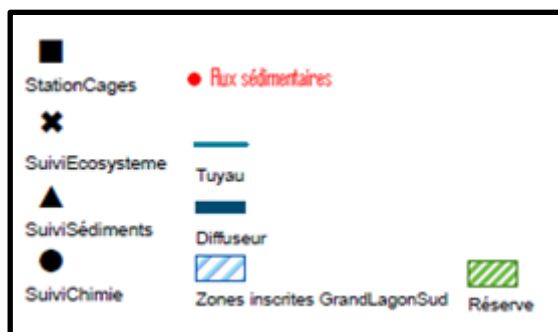 StationCages
Flux sédimentaires
SuiviEcosysteme
Tuyau
SuiviSédiments
Diffuseur
SuiviChimie
Zones inscrites GrandLagonSud
Réserve